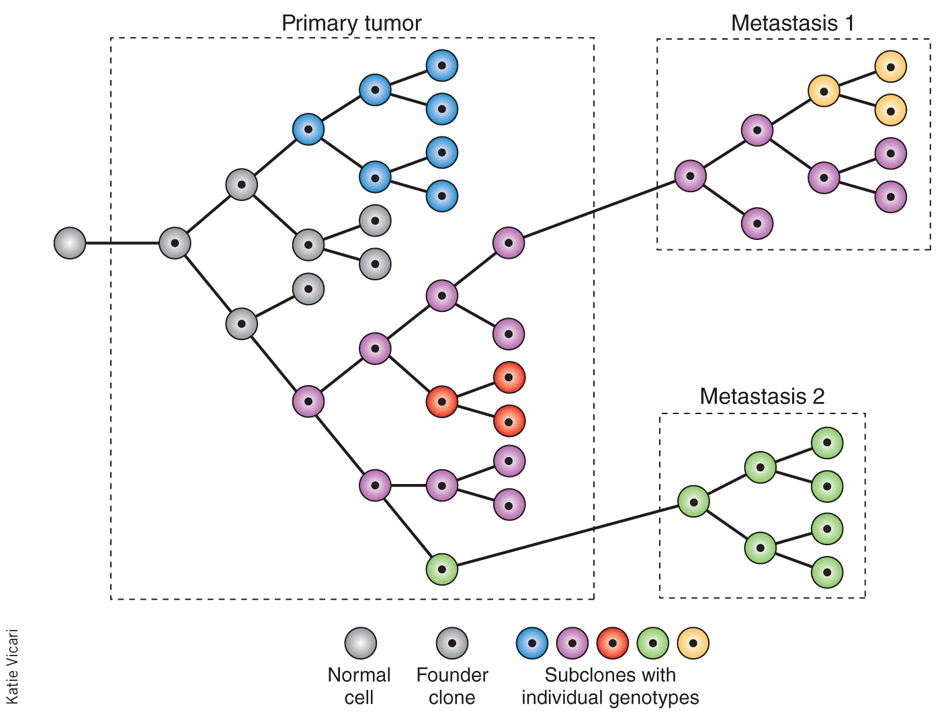 Primary tumor
Metastasis 1
Metastasis 2
Normal
cell
Founder
clone
Subclones with
individual genotypes
Katie Vicari